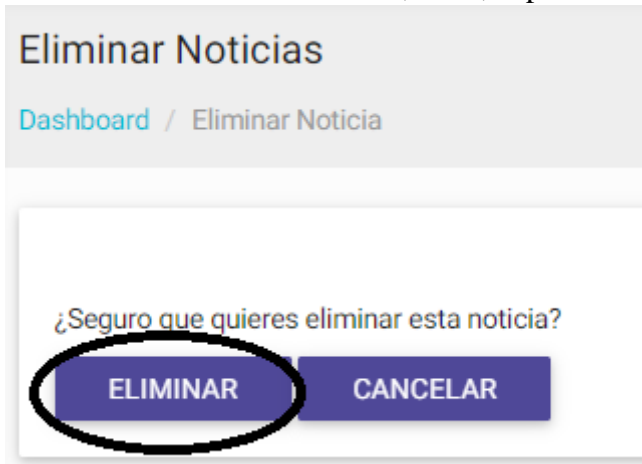 Eliminar Noticias
Dashboard / Eliminar Noticia
¿Seguro que quieres eliminar esta noticia?
ELIMINAR CANCELAR